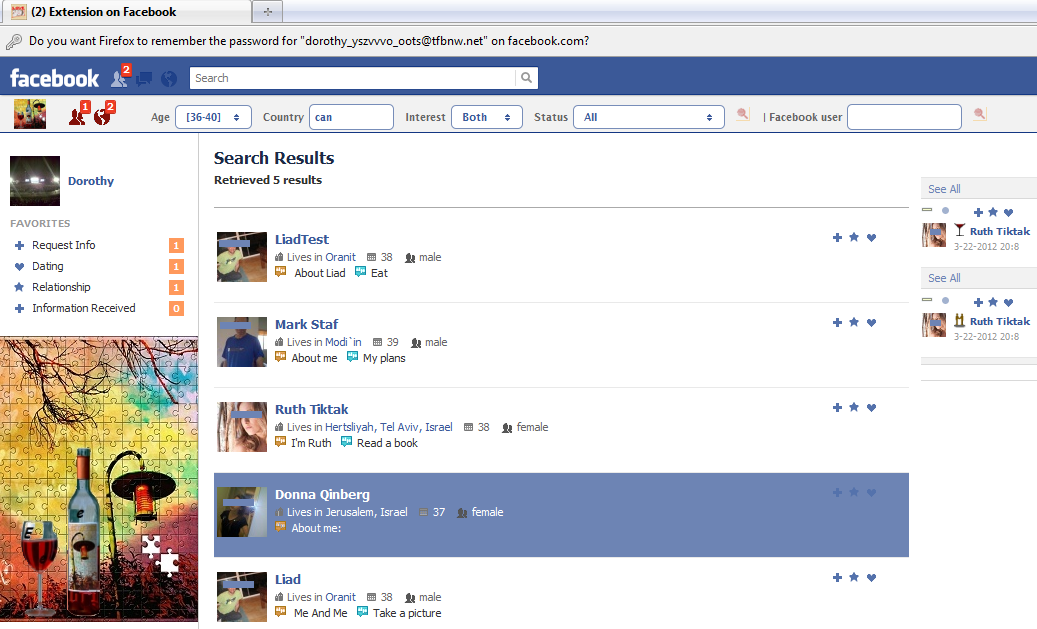 (2) Extension on Facebook
Do you want Firefox to remember the password for "dorothy_yszvvvo_oots@tfbnw.net" on facebook.com?
facebook 2 Search
1 2 Age [36-40] Country can Interest Both Status All | Facebook user
Dorothy
FAVORITES
Request Info 1
Dating 1
Relationship 1
Information Received 0
E
E
Search Results
Retrieved 5 results
LiadTest
Lives in Oranit 38 male
About Liad Eat
Mark Staf
Lives in Modi`in 39 male
About me My plans
Ruth Tiktak
Lives in Hertsliyah, Tel Aviv, Israel 38 female
I'm Ruth Read a book
Donna Qinberg
Lives in Jerusalem, Israel 37 female
About me:
Liad
Lives in Oranit 38 male
Me And Me Take a picture
See All
Ruth Tiktak
3-22-2012 20:8
See All
Ruth Tiktak
3-22-2012 20:8